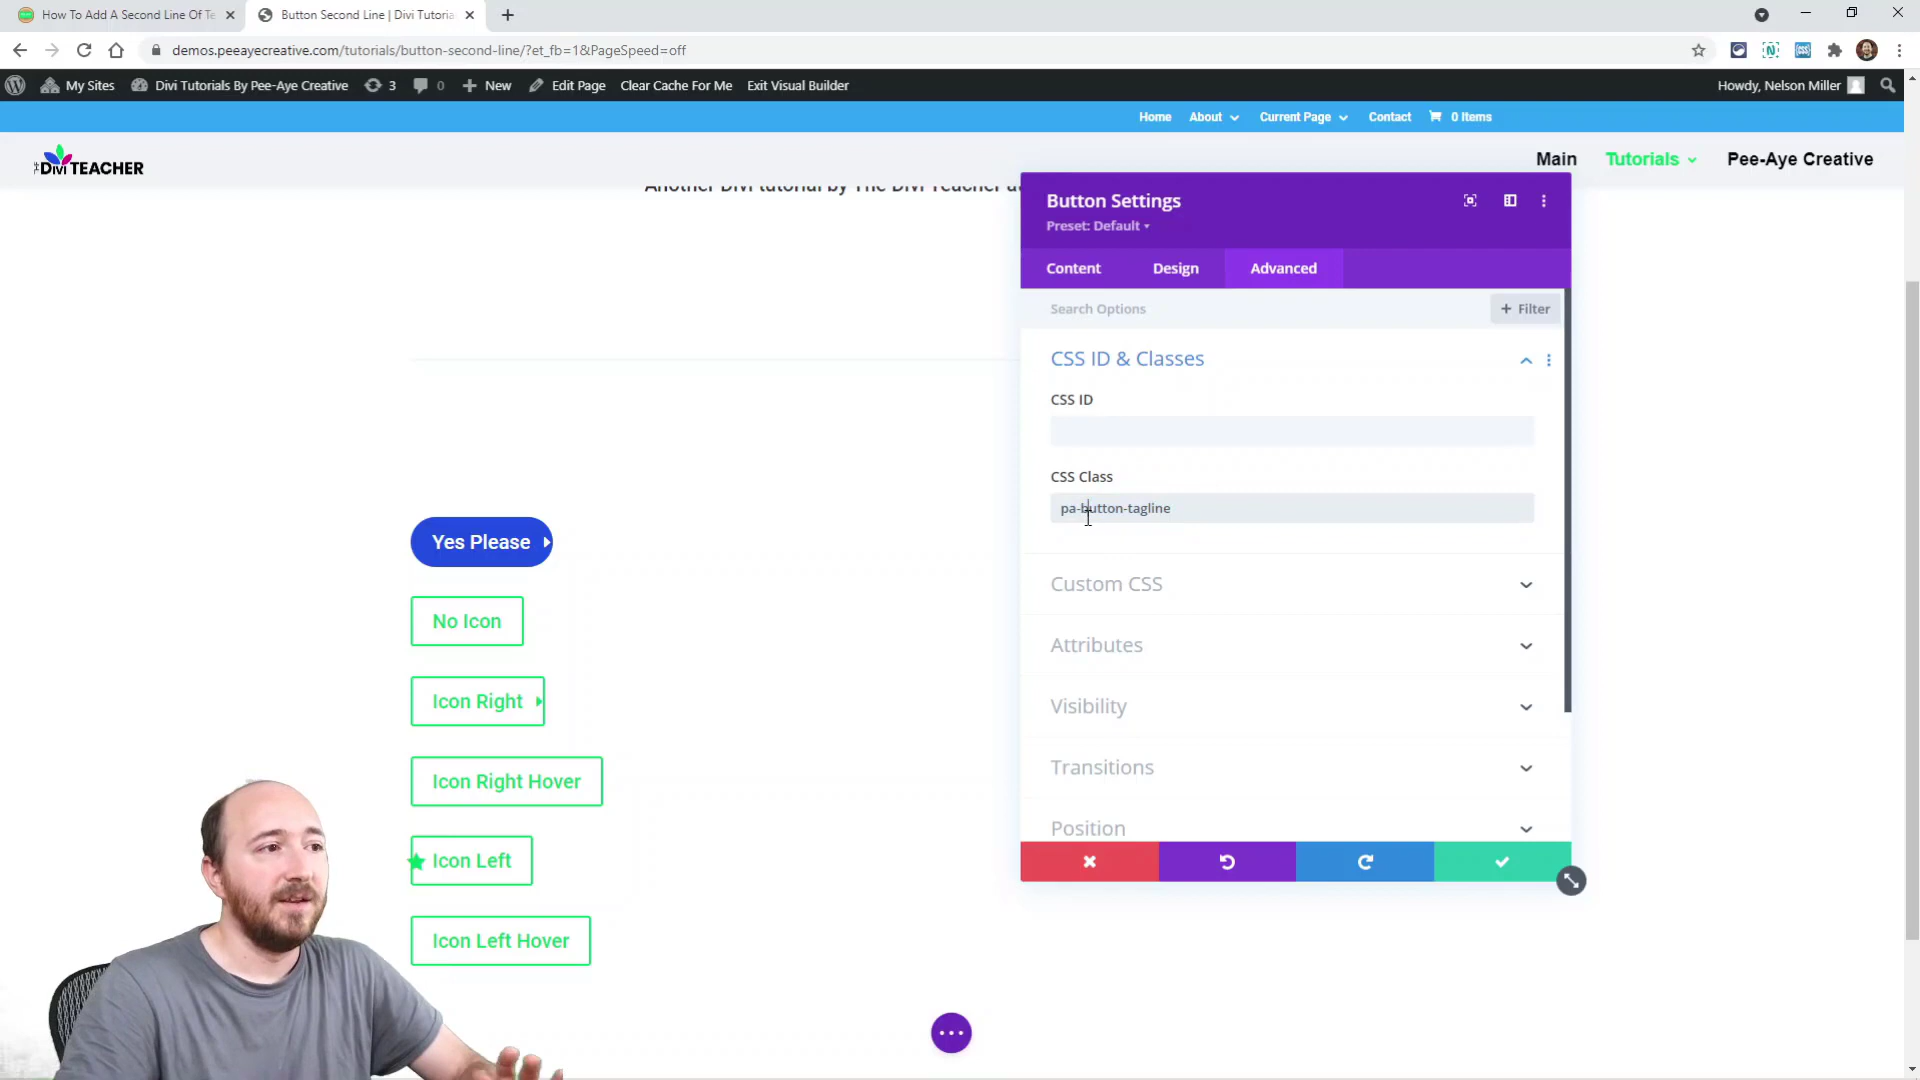 How To Add A Second Line Of Te
Button Second Line | Divi Tutoria
demos.peeayecreative.com/tutorials/button-second-line/?et_fb=1&PageSpeed=off
My Sites
Divi Tutorials By Pee-Aye Creative
3
0
New
Edit Page
Clear Cache For Me
Exit Visual Builder
Howdy, Nelson Miller
Home
About
Current Page
Contact
0 Items
DIVI TEACHER
Main
Tutorials
Pee-Aye Creative
Another Divi tutorial by The Divi Teacher at
Button Settings
Preset: Default
Content
Design
Advanced
Search Options
+ Filter
CSS ID & Classes
CSS ID
CSS Class
pa-button-tagline
Custom CSS
Attributes
Visibility
Transitions
Position
Yes Please
No Icon
Icon Right
Icon Right Hover
Icon Left
Icon Left Hover